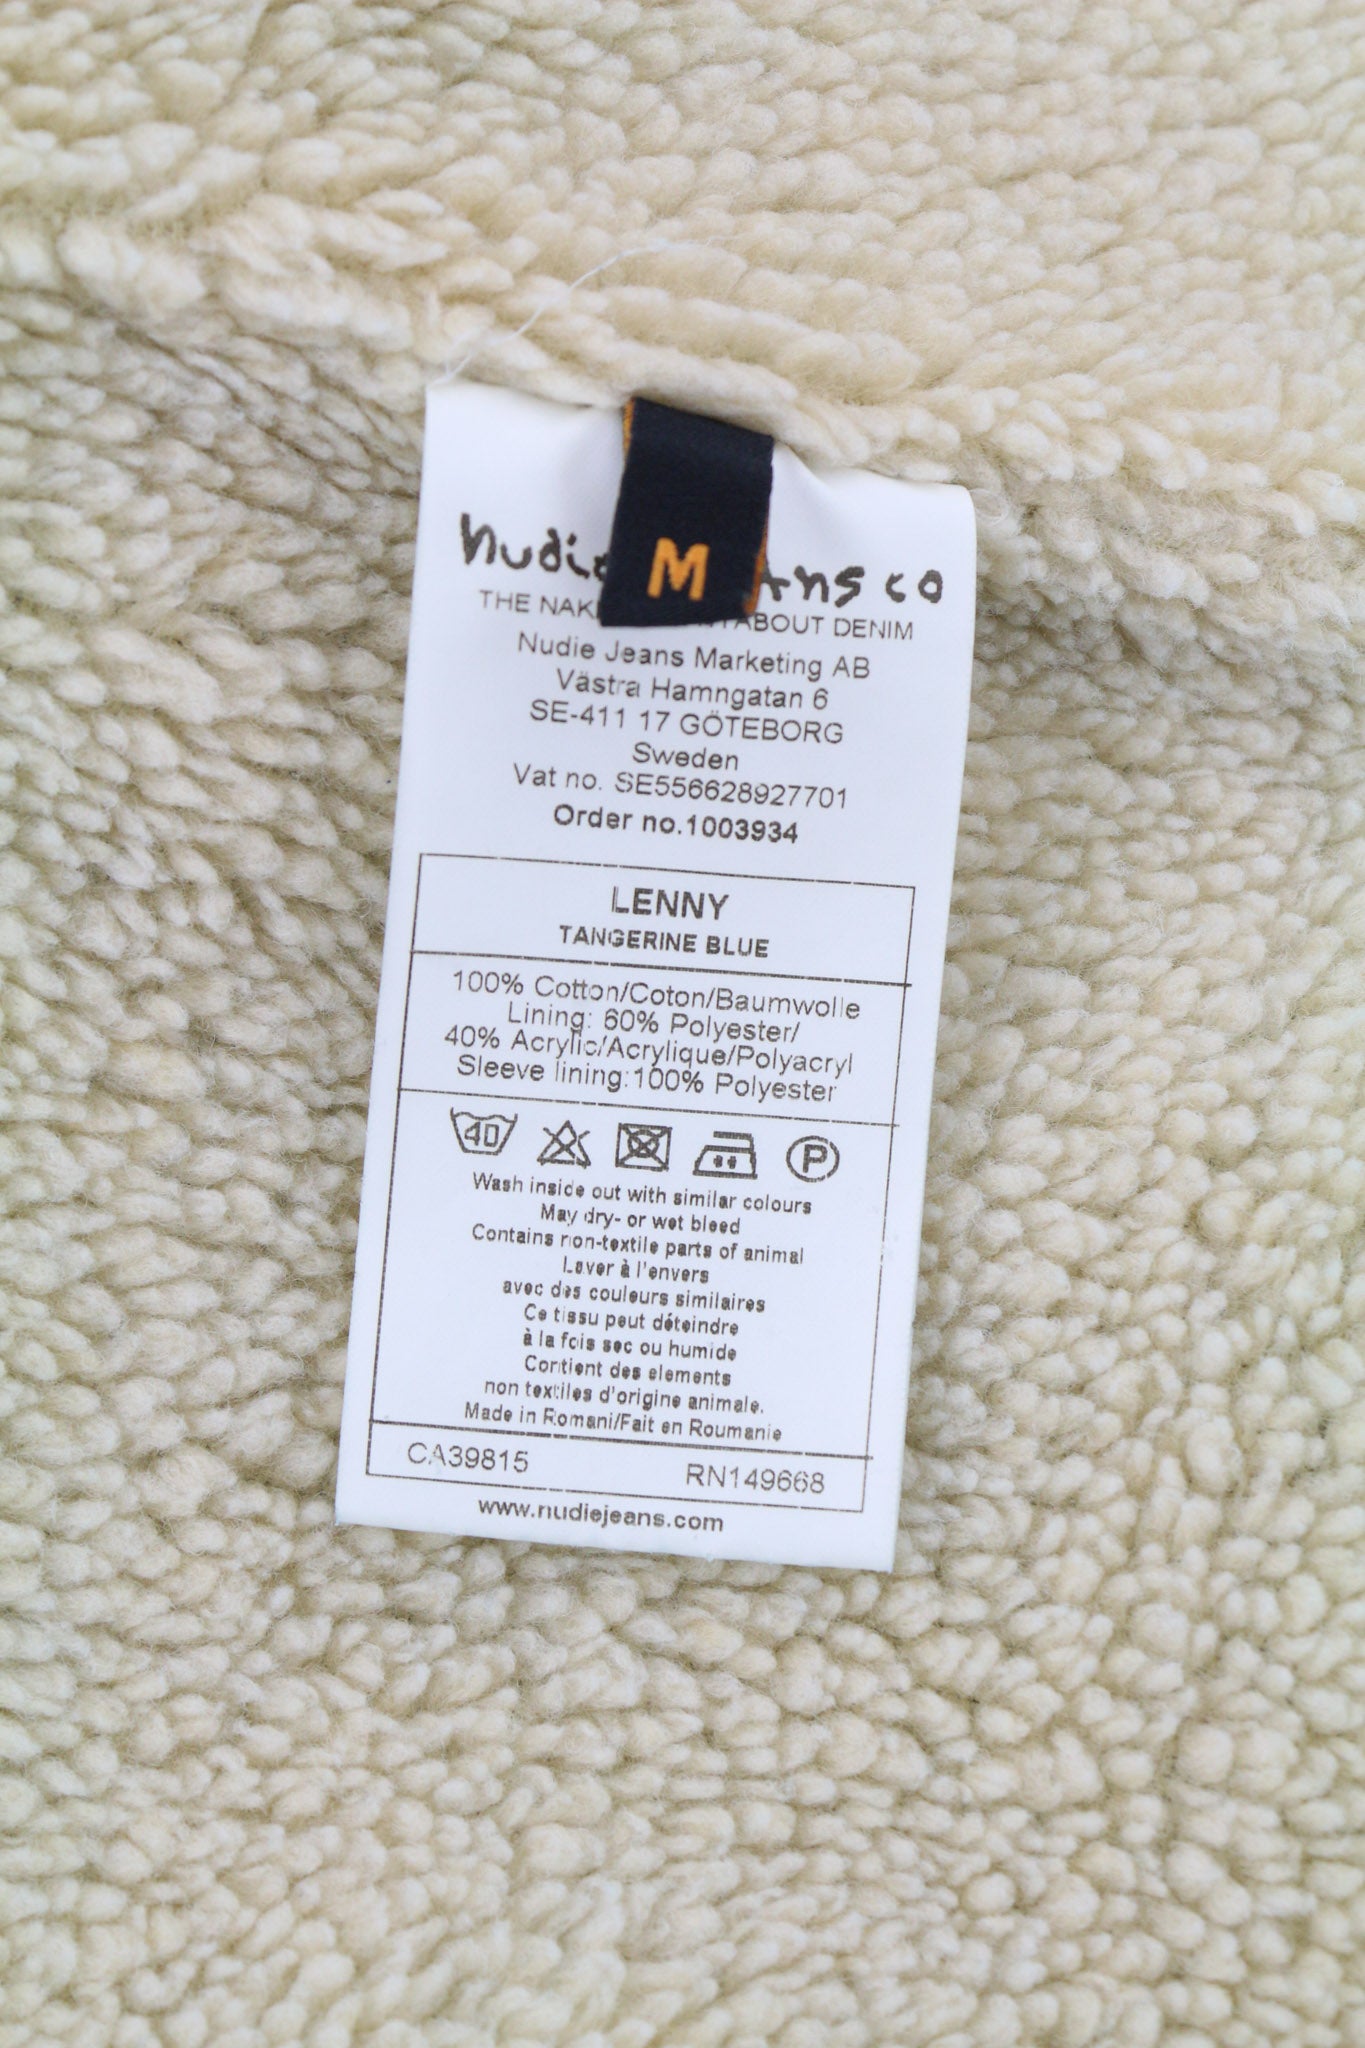 M
nudie jeans co
THE NAK ABOUT DENIM
Nudie Jeans Marketing AB
Västra Hamngatan 6
SE-411 17 GÖTEBORG
Sweden
Vat no. SE556628927701
Order no.1003934
LENNY
TANGERINE BLUE
100% Cotton/Coton/Baumwolle
Lining: 60% Polyester/
40% Acrylic/Acrylique/Polyacryl
Sleeve lining:100% Polyester
40 P
Wash inside out with similar colours
May dry- or wet bleed
Contains non-textile parts of animal
Laver à l'envers
avec des couleurs similaires
Ce tissu peut déteindre
à la fois sec ou humide
Contient des elements
non textiles d'origine animale.
Made in Romani/Fait en Roumanie
CA39815 RN149668
www.nudiejeans.com